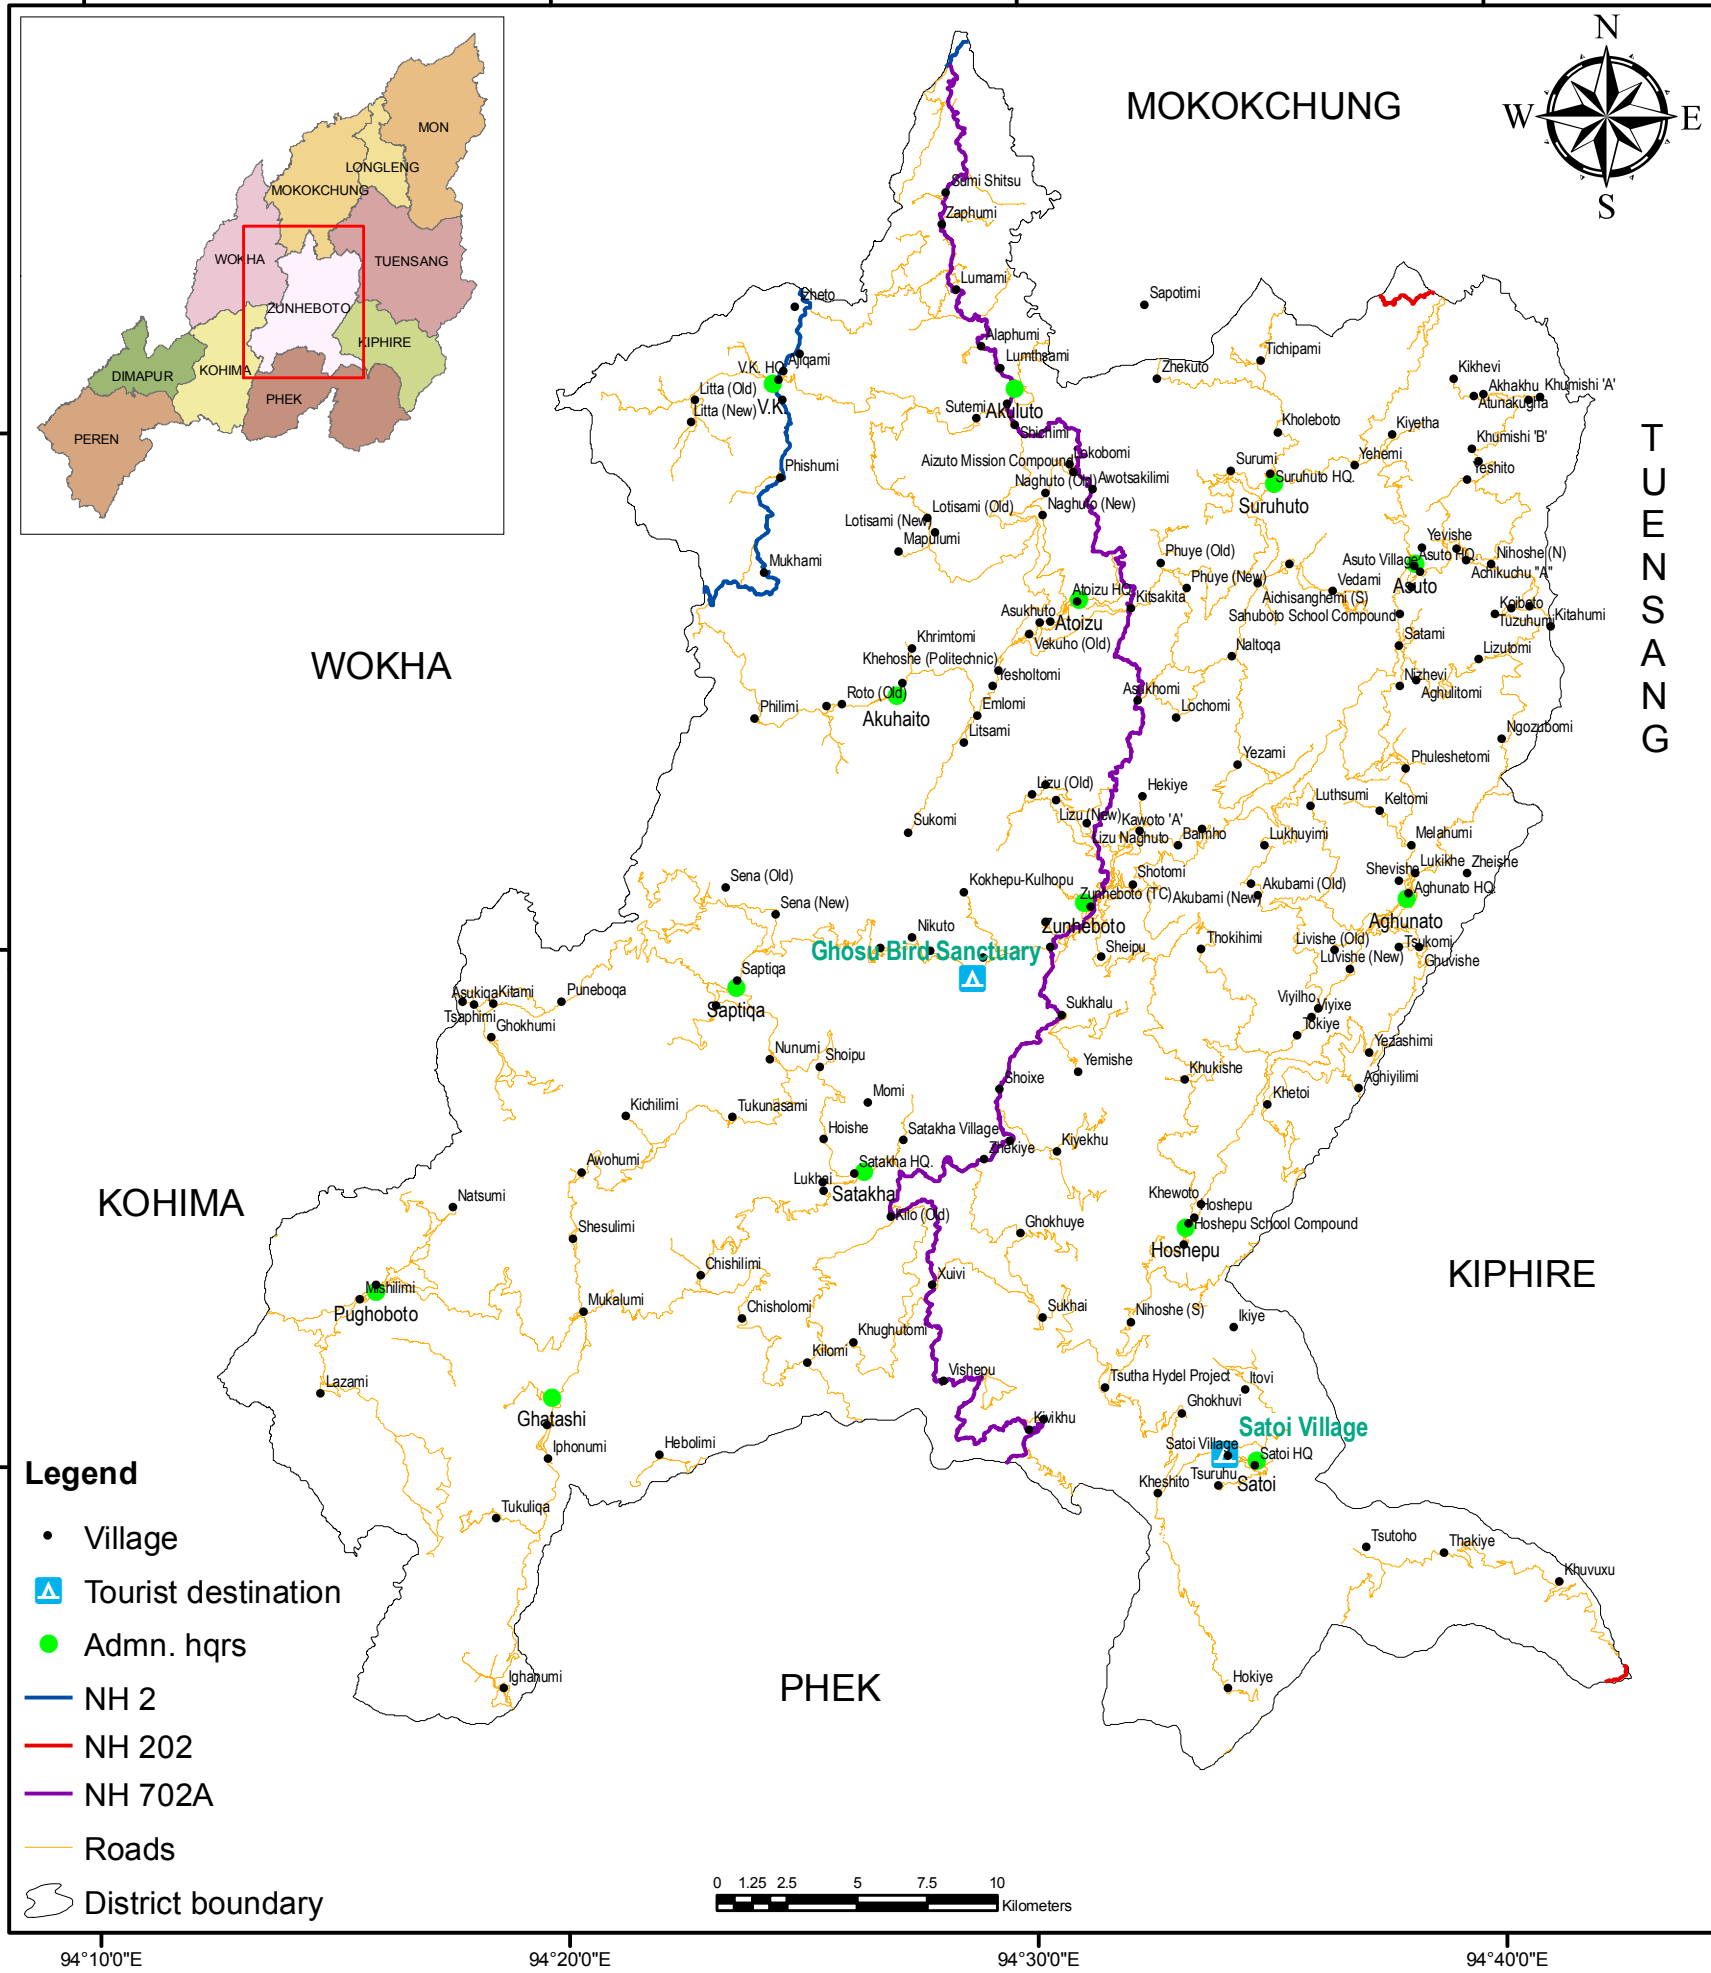 MON
LONGLENG
MOKOKCHUNG
WOKHA
TUENSANG
ZUNHEBOTO
KIPHIRE
DIMAPUR
KOHIMA
PHEK
PEREN
N
W
E
S
MOKOKCHUNG
TUENSANG
WOKHA
KOHIMA
KIPHIRE
PHEK
Sumi Shitsu
Zaphumi
Lumami
Zheto
Sapotimi
Alaphumi
Lumthsami
Tichipami
Ajiqami
V.K. HQ
Zhekuto
Kikhevi
Litta (Old)
Akhakhu
Khumishi 'A'
Litta (New)
V.K.
Sutemi
Akuluto
Atunakugha
Shichimi
Kholeboto
Kiyetha
Khumishi 'B'
Aizuto Mission Compound
Awotsakilimi
Phishumi
Surumi
Yehemi
Yeshito
Naghuto (Old)
Suruhuto HQ.
Suruhuto
Naghuto (New)
Lotisami (Old)
Lotisami (New)
Mapulumi
Yevishe
Phuye (Old)
Asuto Village
Asuto HQ.
Nihoshe (N)
Mukhami
Phuye (New)
Vedami
Asuto
Achikuchu "A"
Atoizu HQ.
Kitsakita
Aichisanghemi (S)
Asukhuto
Atoizu
Sahuboto School Compound
Koiboto
Tuzuhumi
Kitahumi
Khrimtomi
Vekuho (Old)
Naltoqa
Satami
Lizutomi
Khehoshe (Politechnic)
Yesholtomi
Nizhevi
Aghulitomi
Roto (Old)
Asukhomi
Philimi
Akuhaito
Emlomi
Lochomi
Litsami
Ngozubomi
Yezami
Phuleshetomi
Lizu (Old)
Hekiye
Luthsumi
Keltomi
Sukomi
Lizu (New)
Kawoto 'A'
Lizu Naghuto
Baimho
Lukhuyimi
Melahumi
Sena (Old)
Kokhepu-Kulhopu
Shotomi
Shevishe
Lukikhe
Zheishe
Zunheboto (TC)
Akubami (New)
Akubami (Old)
Aghunato HQ.
Sena (New)
Zunheboto
Aghunato
Nikuto
Ghosu Bird Sanctuary
Sheipu
Thokihimi
Livishe (Old)
Tsukomi
Luvishe (New)
Ghuvishe
Saptiqa
Asukiqa
Kitami
Puneboqa
Saptiqa
Tsaphimi
Ghokhumi
Sukhalu
Viyilho
Viyixe
Tokiye
Nunumi
Shoipu
Yemishe
Yezashimi
Khukishe
Shoixe
Aghiyilimi
Kichilimi
Tukunasami
Momi
Khetoi
Hoishe
Satakha Village
Zhekiye
Kiyekhu
Awohumi
Satakha HQ.
Lukhai
Satakha
Natsumi
Kilo (Old)
Khewoto
Hoshepu
Shesulimi
Ghokhuye
Hoshepu School Compound
Hoshepu
Chishilimi
Mishilimi
Xuivi
Pughoboto
Mukalumi
Chisholomi
Sukhai
Nihoshe (S)
Ikiye
Khughutomi
Kilomi
Lazami
Vishepu
Tsutha Hydel Project
Itovi
Ghokhuvi
Ghatashi
Kivikhu
Satoi Village
Iphonumi
Hebolimi
Satoi Village
Satoi HQ
Tsuruhu
Kheshito
Satoi
Tukuliqa
Tsutoho
Thakiye
Khuvuxu
Ighanumi
Hokiye
Legend
Village
Tourist destination
Admn. hqrs
NH 2
NH 202
NH 702A
Roads
District boundary
0 1.25 2.5 5 7.5 10
Kilometers
94°10'0"E 94°20'0"E 94°30'0"E 94°40'0"E